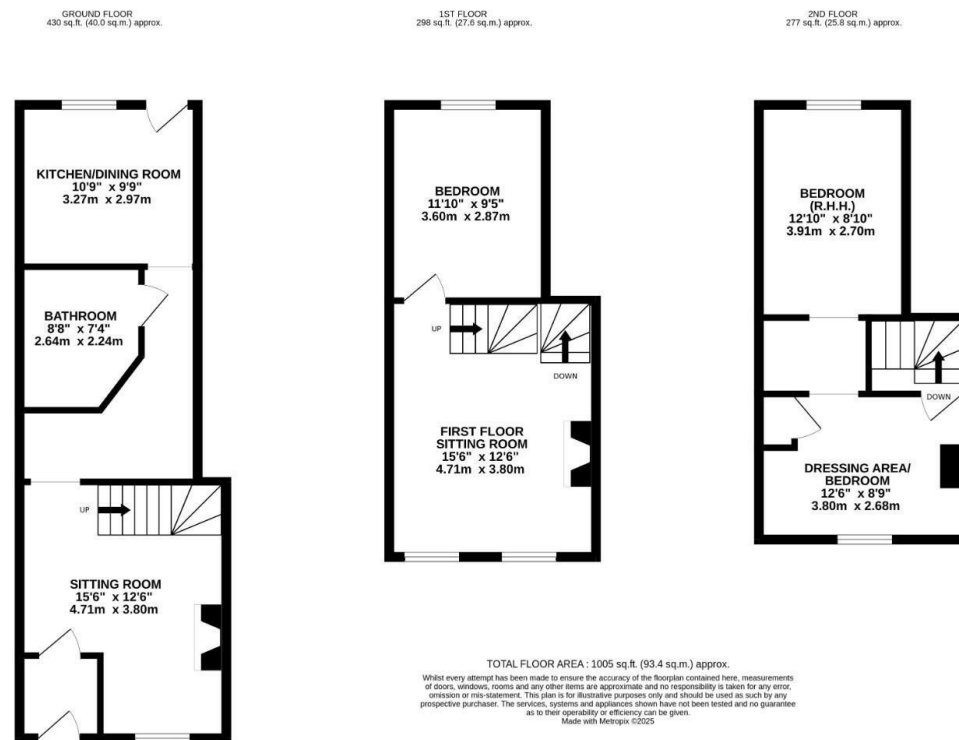 GROUND FLOOR
430 sq.ft. (40.0 sq.m.) approx.
1ST FLOOR
298 sq.ft. (27.6 sq.m.) approx.
2ND FLOOR
277 sq.ft. (25.8 sq.m.) approx.
KITCHEN/DINING ROOM
10'9" x 9'9"
3.27m x 2.97m
BATHROOM
8'8" x 7'4"
2.64m x 2.24m
UP
SITTING ROOM
15'6" x 12'6"
4.71m x 3.80m
BEDROOM
11'10" x 9'5"
3.60m x 2.87m
UP
DOWN
FIRST FLOOR
SITTING ROOM
15'6" x 12'6"
4.71m x 3.80m
BEDROOM
(R.H.H.)
12'10" x 8'10"
3.91m x 2.70m
DOWN
DRESSING AREA/
BEDROOM
12'6" x 8'9"
3.80m x 2.68m
TOTAL FLOOR AREA : 1005 sq.ft. (93.4 sq.m.) approx.
Whilst every attempt has been made to ensure the accuracy of the floorplan contained here, measurements
of doors, windows, rooms and any other items are approximate and no responsibility is taken for any error,
omission or mis-statement. This plan is for illustrative purposes only and should be used as such by any
prospective purchaser. The services, systems and appliances shown have not been tested and no guarantee
as to their operability or efficiency can be given.
Made with Metropix ©2025